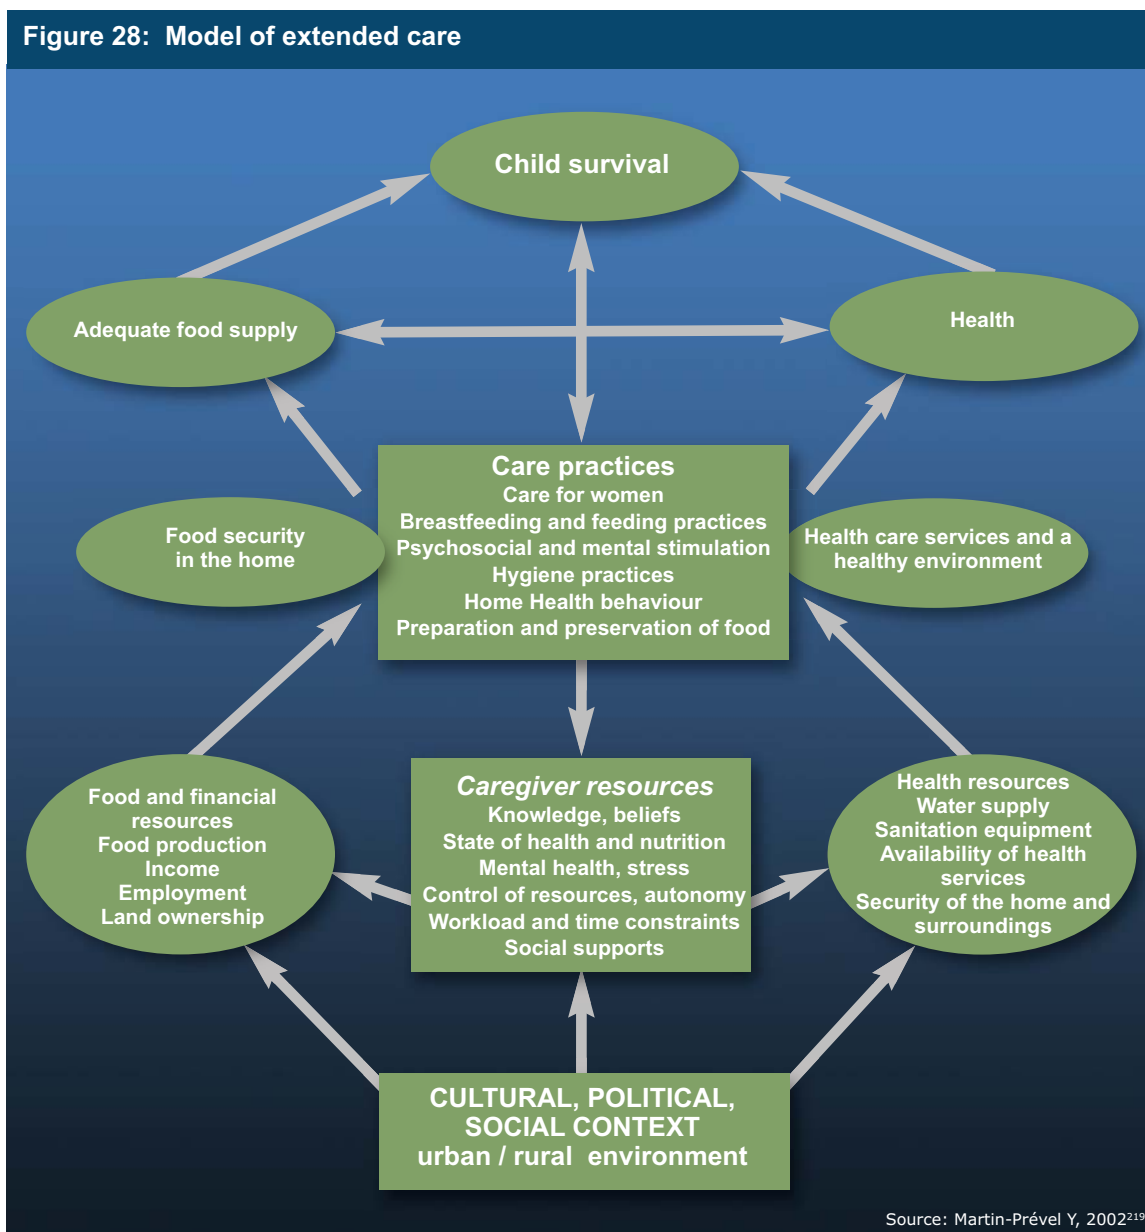 Figure 28: Model of extended care
Child survival
Adequate food supply
Health
Care practices
Care for women
Breastfeeding and feeding practices
Psychosocial and mental stimulation
Hygiene practices
Home Health behaviour
Preparation and preservation of food
Food security
in the home
Health care services and a
healthy environment
Food and financial
resources
Food production
Income
Employment
Land ownership
Caregiver resources
Knowledge, beliefs
State of health and nutrition
Mental health, stress
Control of resources, autonomy
Workload and time constraints
Social supports
Health resources
Water supply
Sanitation equipment
Availability of health
services
Security of the home and
surroundings
CULTURAL, POLITICAL,
SOCIAL CONTEXT
urban / rural environment
Source: Martin-Prével Y, 2002²¹⁹